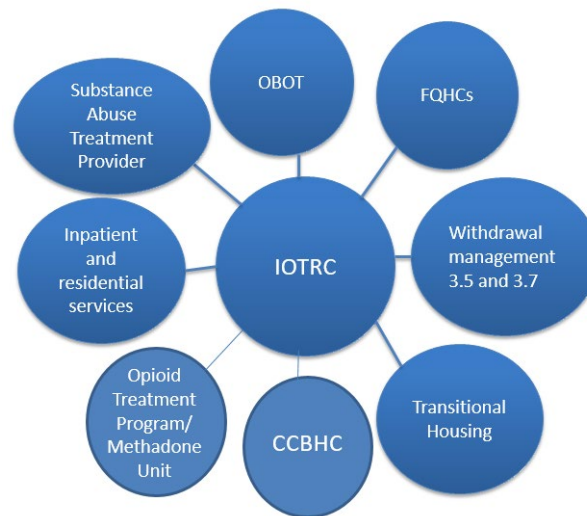 OBOT
FQHCs
Substance
Abuse
Treatment
Provider
IOTRC
Withdrawal
management
3.5 and 3.7
Inpatient
and
residential
services
Opioid
Treatment
Program/
Methadone
Unit
CCBHC
Transitional
Housing